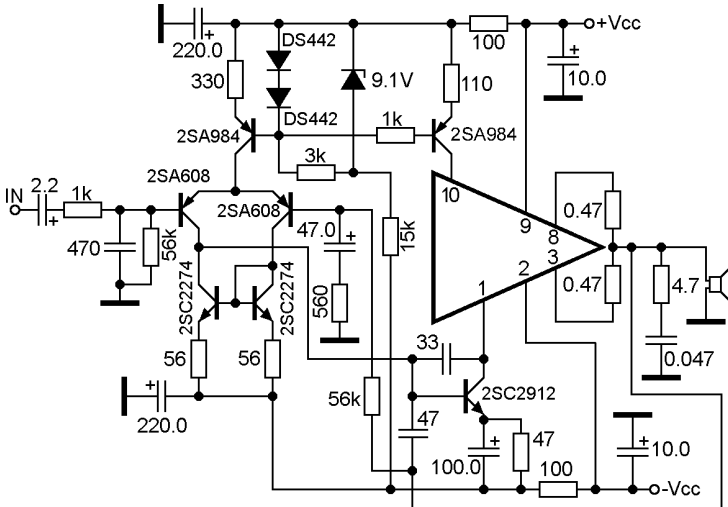 220.0
DS442
100
+Vcc
330
9.1V
110
10.0
DS442
2SA984
1k
2SA984
3k
2SA608
IN
2.2
1k
2SA608
10
9
8
0.47
470
56k
47.0
15k
3
0.47
2SC2274
2SC2274
560
1
2
4.7
56
56
33
0.047
56k
2SC2912
220.0
47
47
100.0
100
10.0
-Vcc